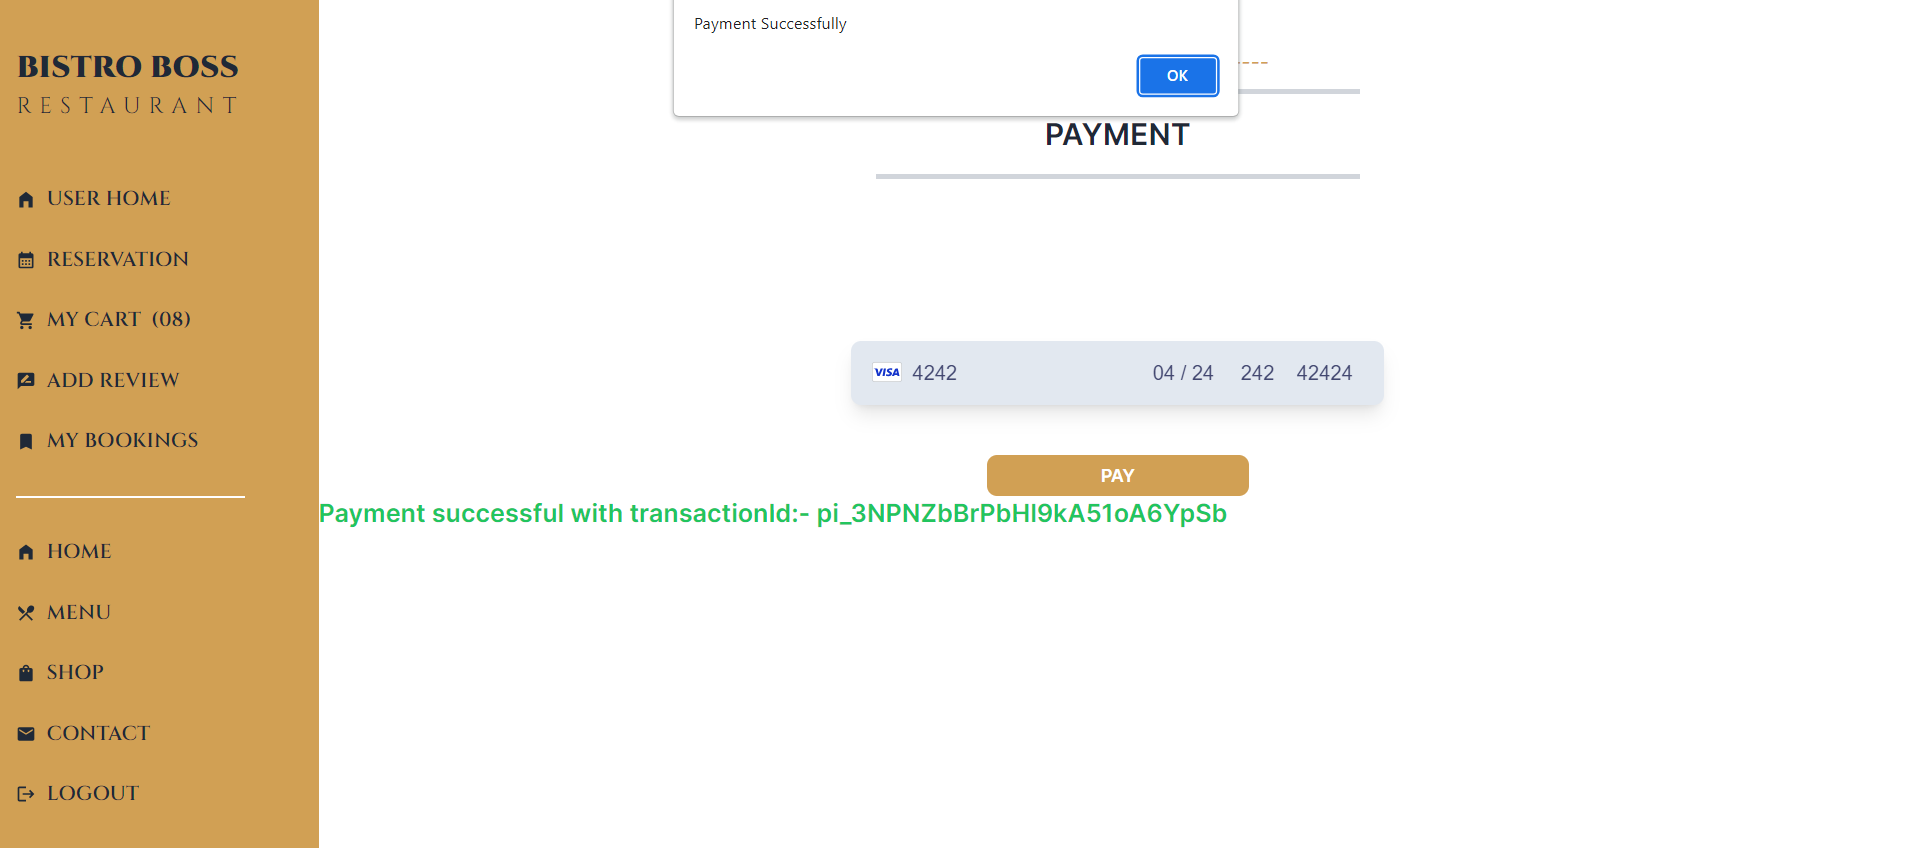 BISTRO BOSS
RESTAURANT
USER HOME
RESERVATION
MY CART (08)
ADD REVIEW
MY BOOKINGS
HOME
MENU
SHOP
CONTACT
LOGOUT
Payment Successfully
OK
----
PAYMENT
VISA 4242 04 / 24 242 42424
PAY
Payment successful with transactionId:- pi_3NPNZbBrPbHI9kA51oA6YpSb